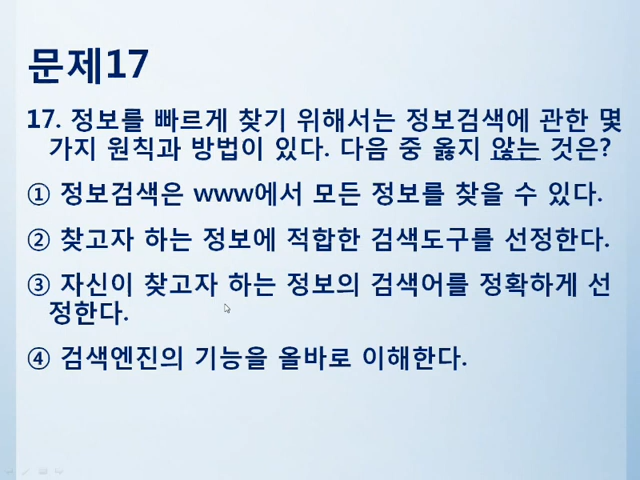 문제17
17. 정보를 빠르게 찾기 위해서는 정보검색에 관한 몇
가지 원칙과 방법이 있다. 다음 중 옳지 않는 것은?
① 정보검색은 www에서 모든 정보를 찾을 수 있다.
② 찾고자 하는 정보에 적합한 검색도구를 선정한다.
③ 자신이 찾고자 하는 정보의 검색어를 정확하게 선
정한다.
④ 검색엔진의 기능을 올바로 이해한다.